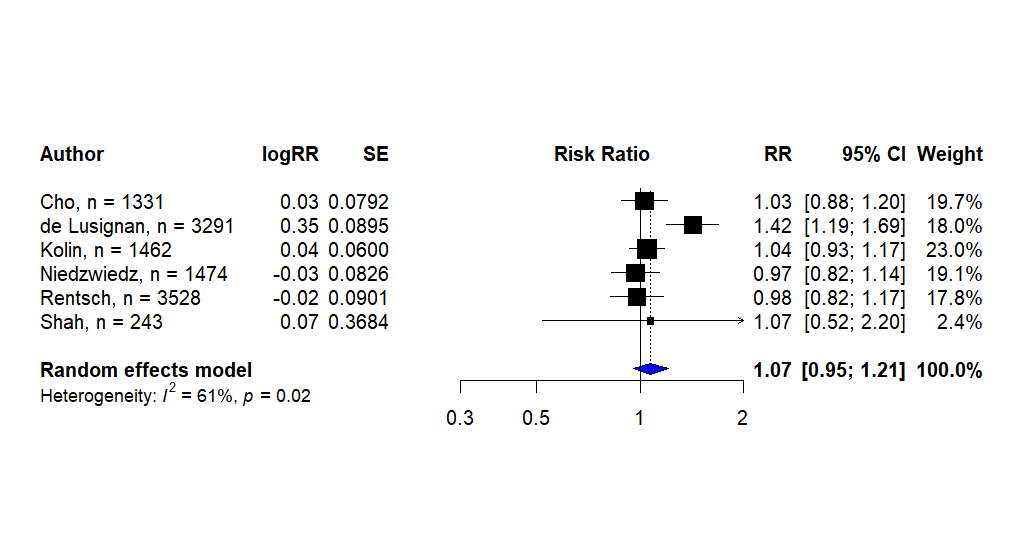 Author logRR SE Risk Ratio RR 95% CI Weight
Cho, n = 1331 0.03 0.0792 1.03 [0.88; 1.20] 19.7%
de Lusignan, n = 3291 0.35 0.0895 1.42 [1.19; 1.69] 18.0%
Kolin, n = 1462 0.04 0.0600 1.04 [0.93; 1.17] 23.0%
Niedzwiedz, n = 1474 -0.03 0.0826 0.97 [0.82; 1.14] 19.1%
Rentsch, n = 3528 -0.02 0.0901 0.98 [0.82; 1.17] 17.8%
Shah, n = 243 0.07 0.3684 1.07 [0.52; 2.20] 2.4%
Random effects model 1.07 [0.95; 1.21] 100.0%
Heterogeneity: I² = 61%, p = 0.02
0.3 0.5 1 2